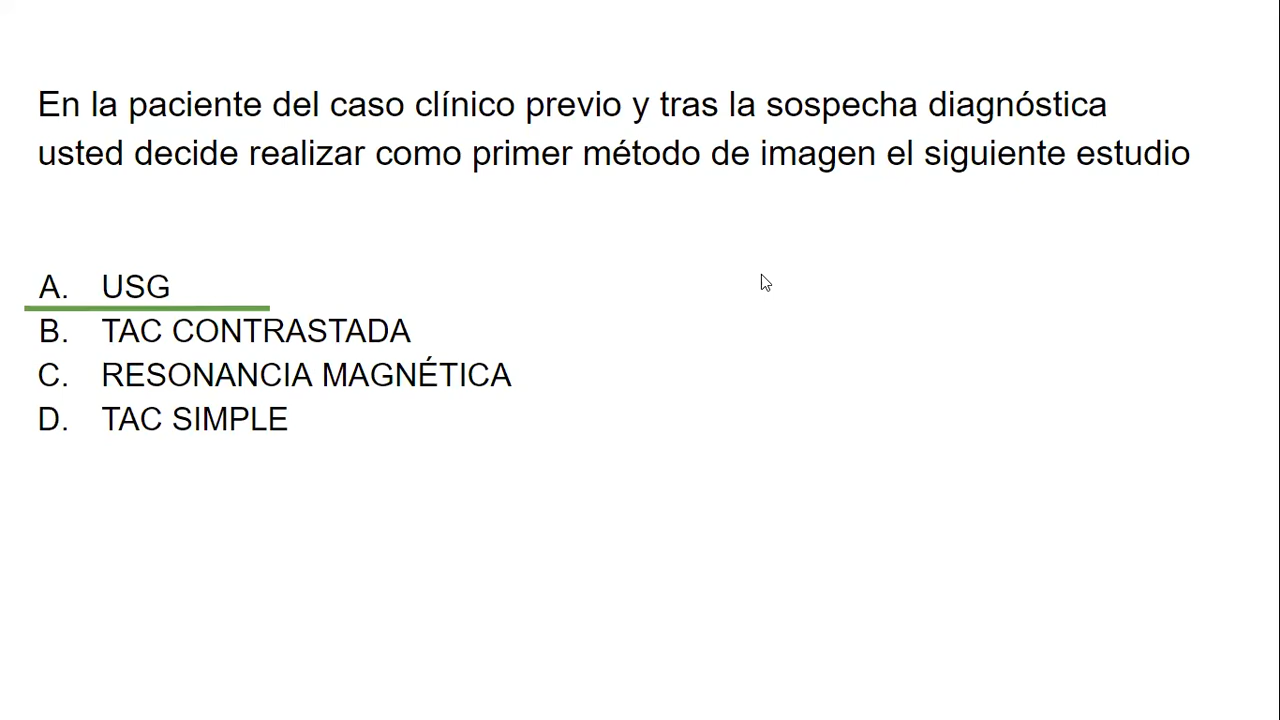 En la paciente del caso clínico previo y tras la sospecha diagnóstica
usted decide realizar como primer método de imagen el siguiente estudio
A. USG
B. TAC CONTRASTADA
C. RESONANCIA MAGNÉTICA
D. TAC SIMPLE